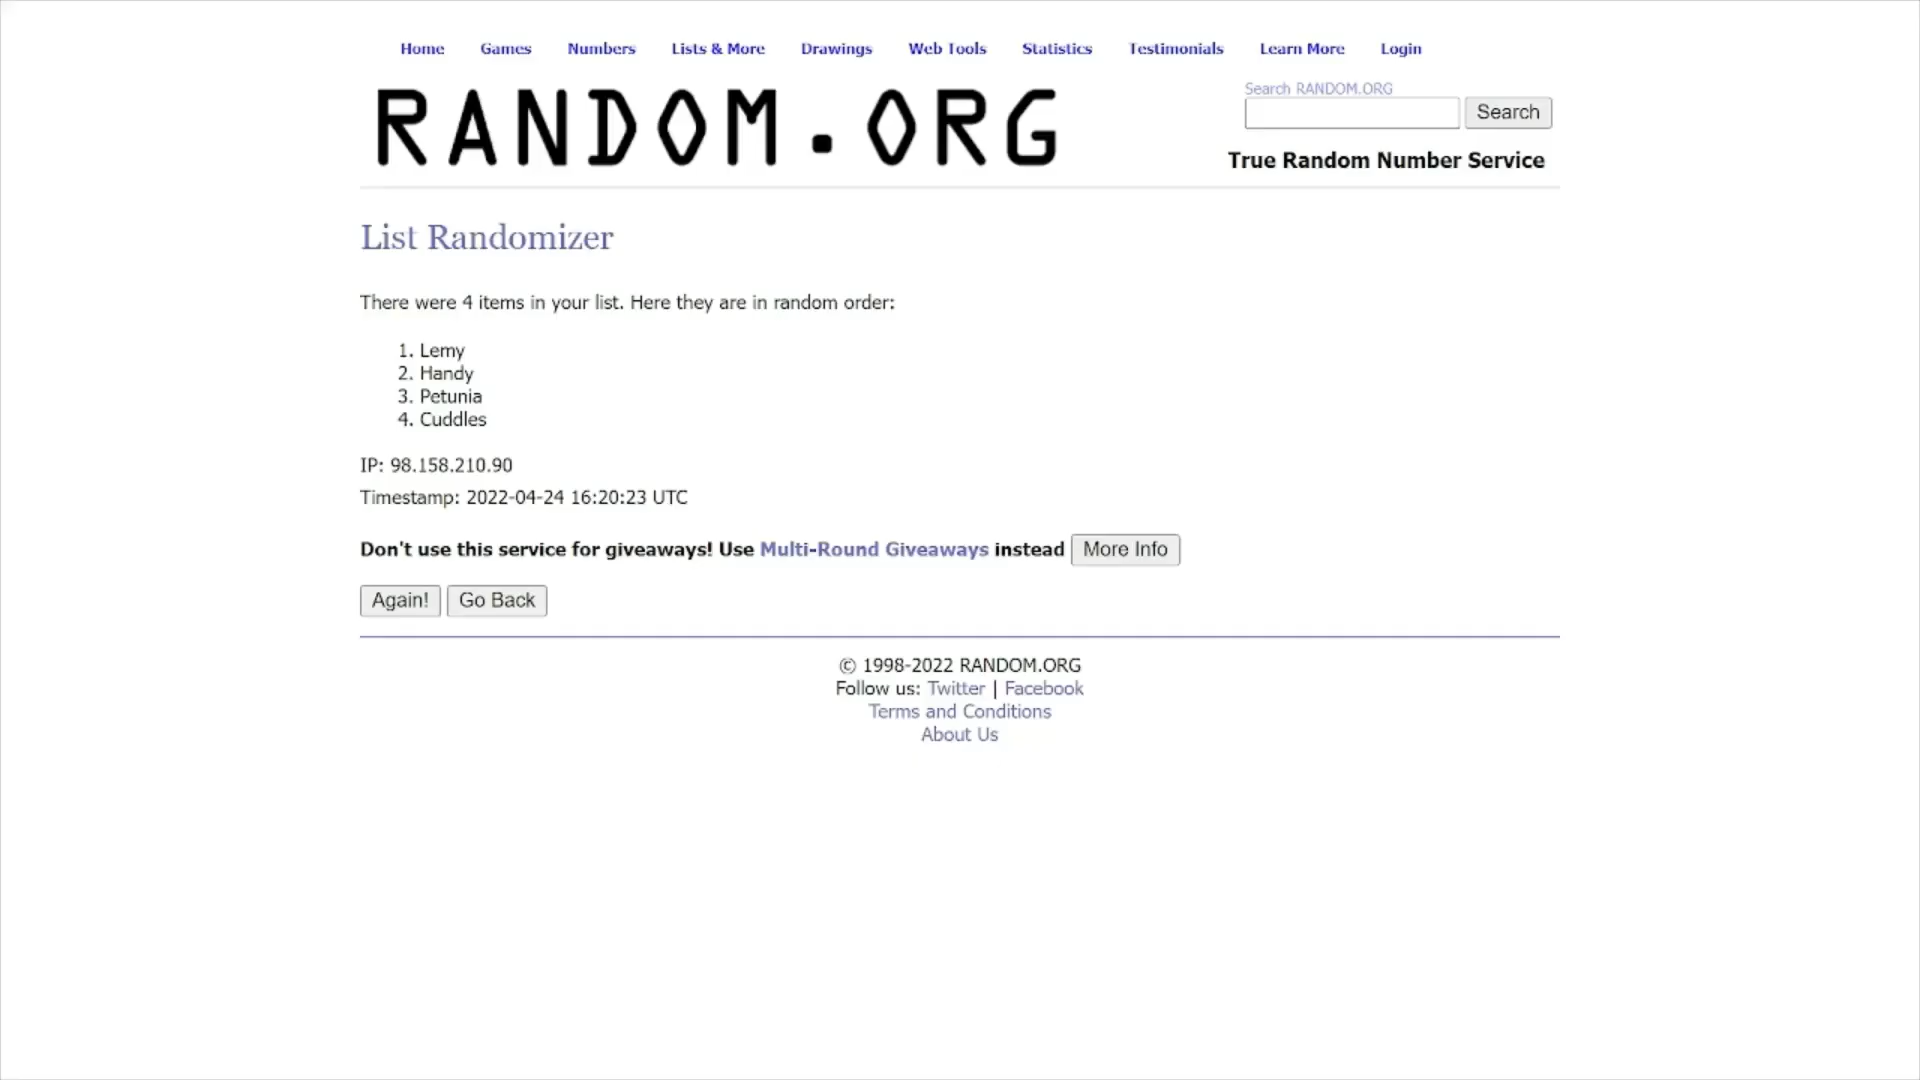 Home Games Numbers Lists & More Drawings Web Tools Statistics Testimonials Learn More Login
RANDOM.ORG
Search RANDOM.ORG
Search
True Random Number Service
List Randomizer
There were 4 items in your list. Here they are in random order:
1. Lemy
2. Handy
3. Petunia
4. Cuddles
IP: 98.158.210.90
Timestamp: 2022-04-24 16:20:23 UTC
Don't use this service for giveaways! Use Multi-Round Giveaways instead More Info
Again! Go Back
© 1998-2022 RANDOM.ORG
Follow us: Twitter | Facebook
Terms and Conditions
About Us